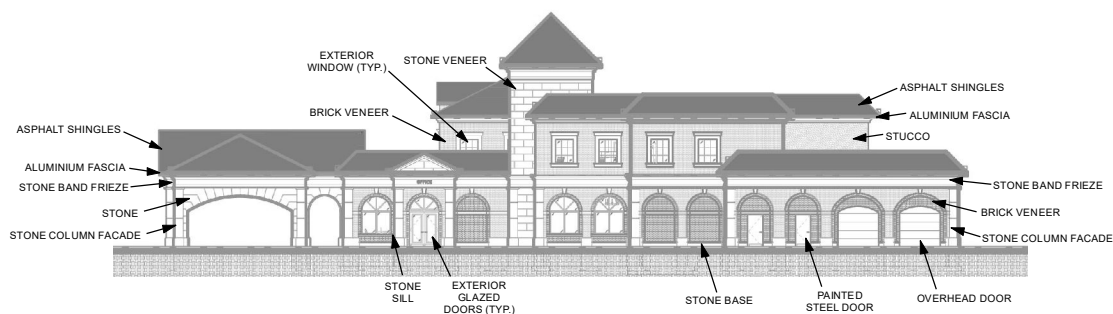 EXTERIOR
WINDOW (TYP.)
STONE VENEER
ASPHALT SHINGLES
BRICK VENEER
ALUMINIUM FASCIA
STUCCO
ASPHALT SHINGLES
ALUMINIUM FASCIA
STONE BAND FRIEZE
STONE
STONE COLUMN FACADE
OFFICE
STONE BAND FRIEZE
BRICK VENEER
STONE COLUMN FACADE
STONE
SILL
EXTERIOR
GLAZED
DOORS (TYP.)
STONE BASE
PAINTED
STEEL DOOR
OVERHEAD DOOR